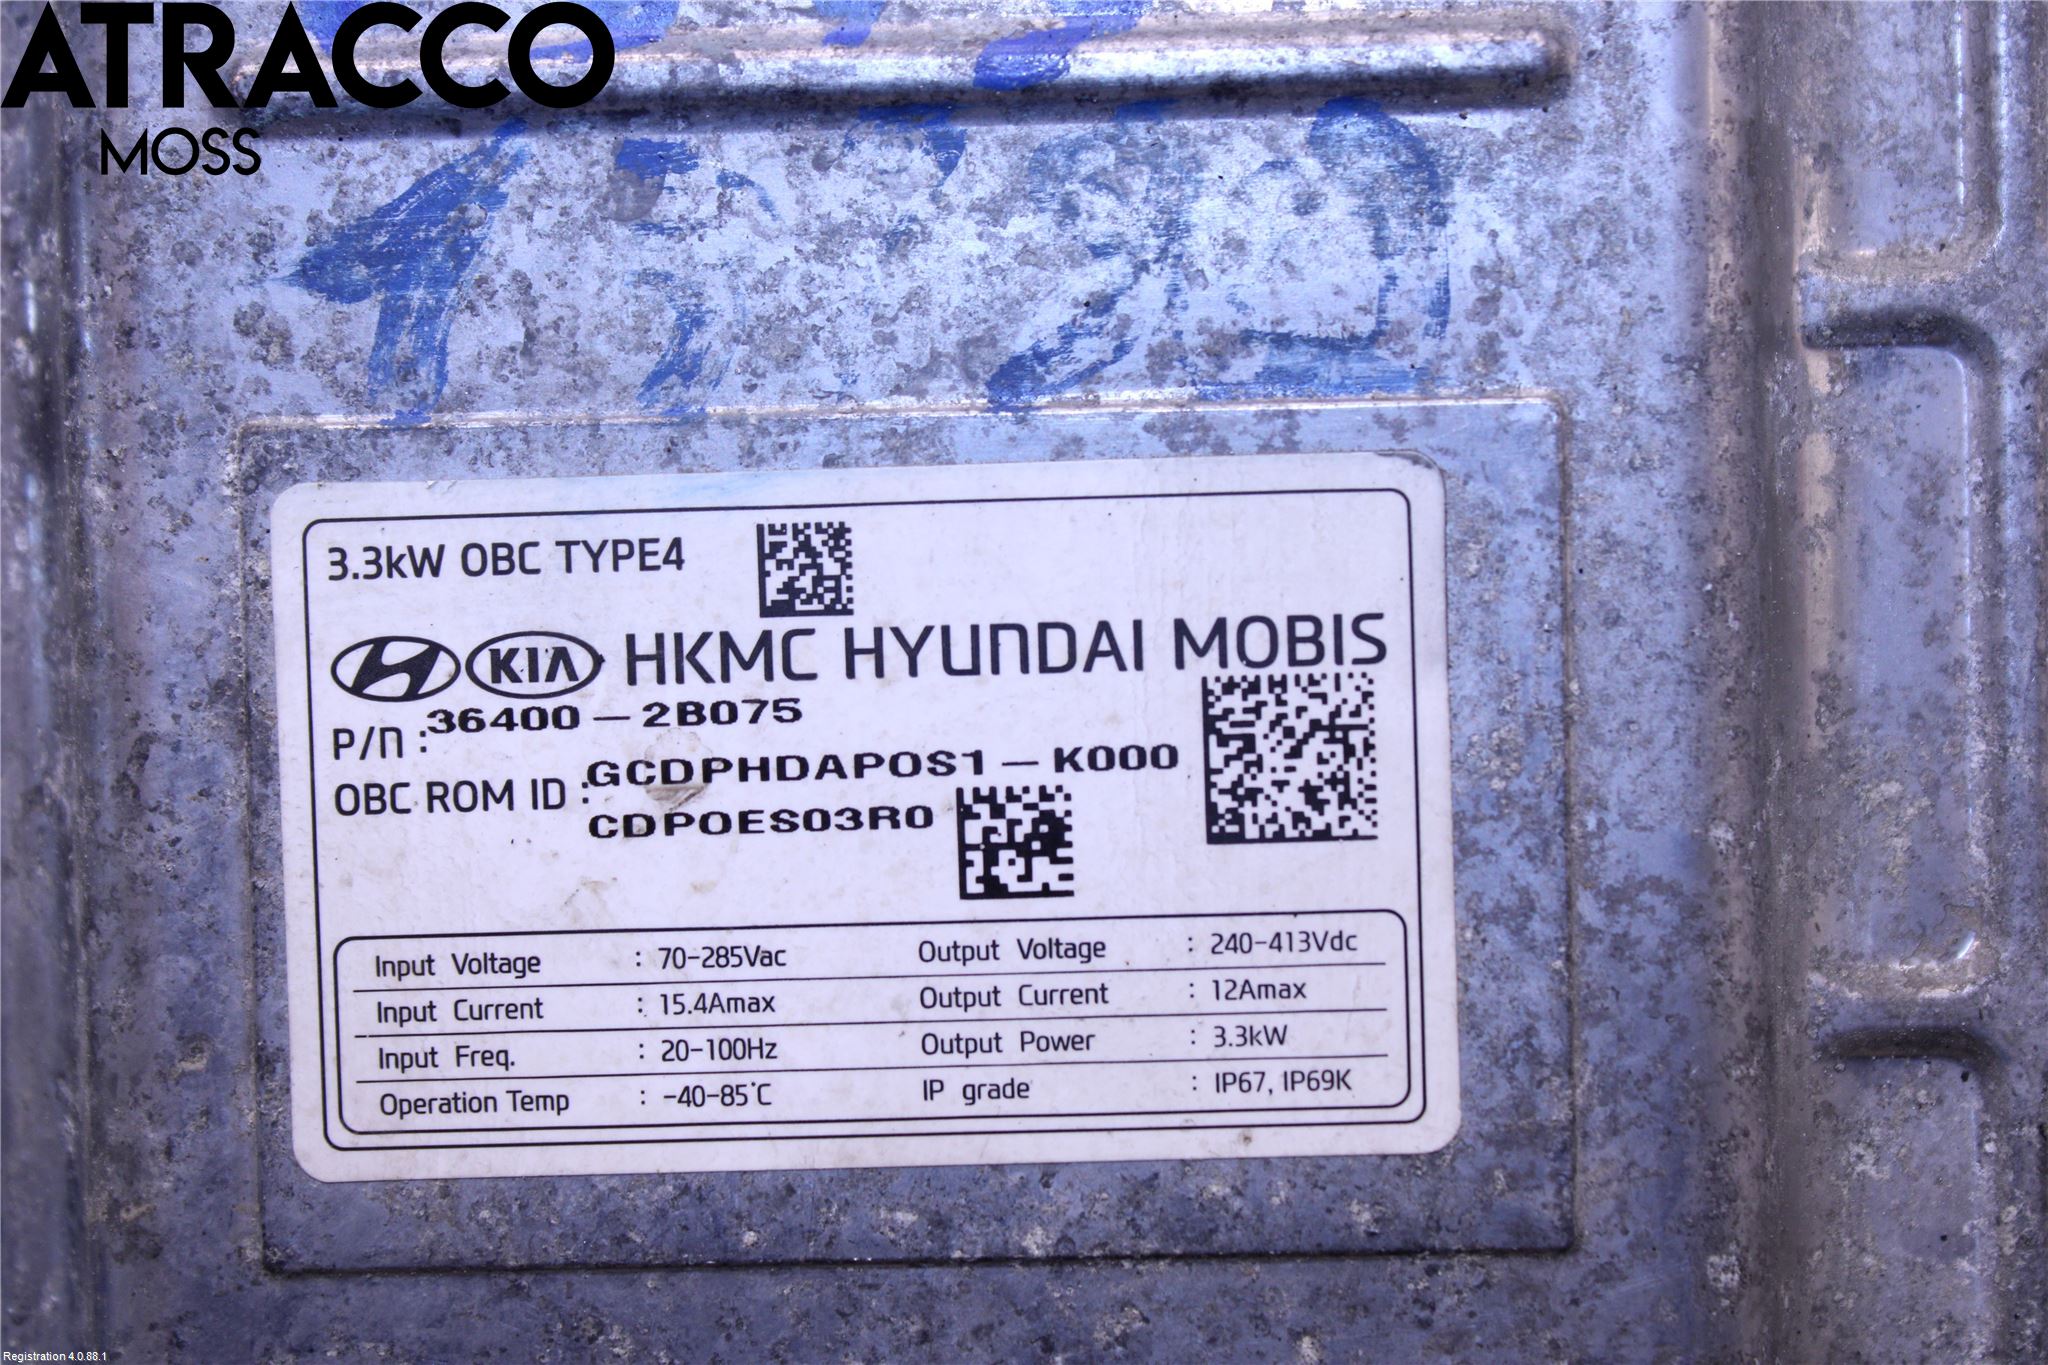 ATRACCO
MOSS
3.3kW OBC TYPE4
KIA HKMC HYUNDAI MOBIS
P/N : 36400-2B075
OBC ROM ID : GCDPHDAPOS1-K000
CDPOES03R0
Input Voltage : 70-285Vac Output Voltage : 240-413Vdc
Input Current : 15.4Amax Output Current : 12Amax
Input Freq. : 20-100Hz Output Power : 3.3kW
Operation Temp : -40-85°C IP grade : IP67, IP69K
Registration 4.0.88.1